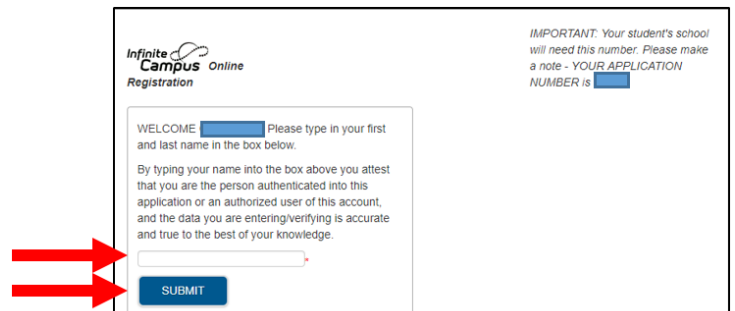 Infinite
Campus Online
Registration
IMPORTANT: Your student's school
will need this number. Please make
a note - YOUR APPLICATION
NUMBER is
WELCOME Please type in your first
and last name in the box below.
By typing your name into the box above you attest
that you are the person authenticated into this
application or an authorized user of this account,
and the data you are entering/verifying is accurate
and true to the best of your knowledge.
*
SUBMIT